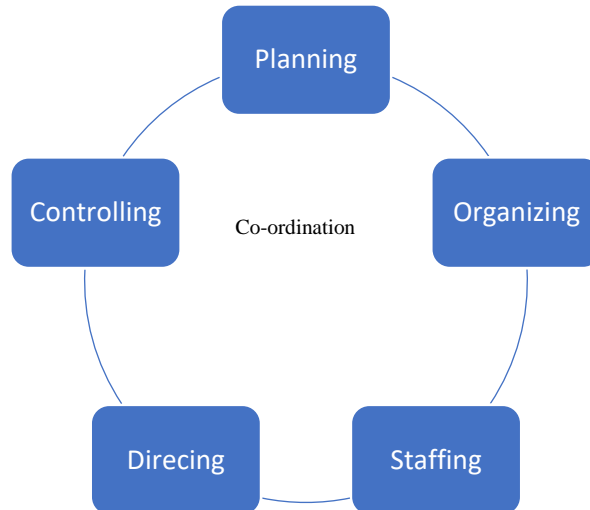 Planning
Controlling
Organizing
Co-ordination
Direcing
Staffing